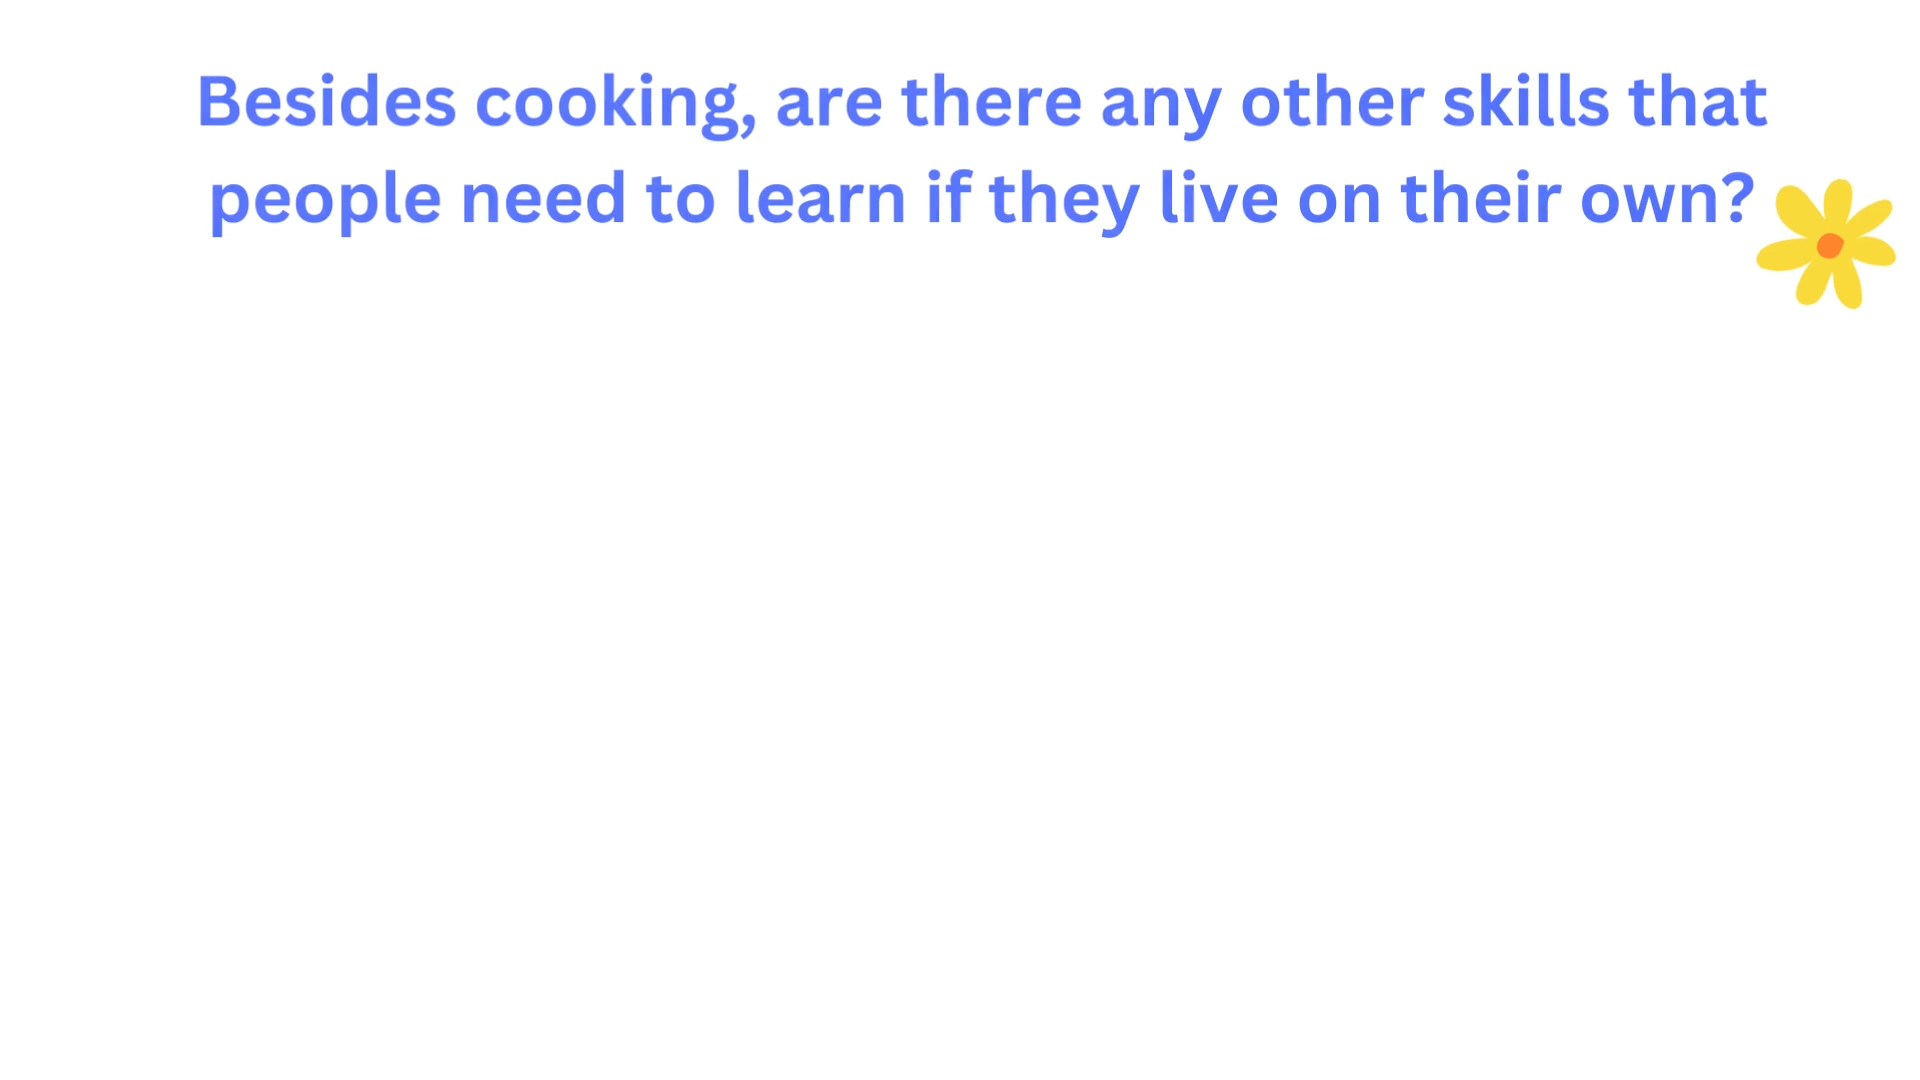 Besides cooking, are there any other skills that
people need to learn if they live on their own?